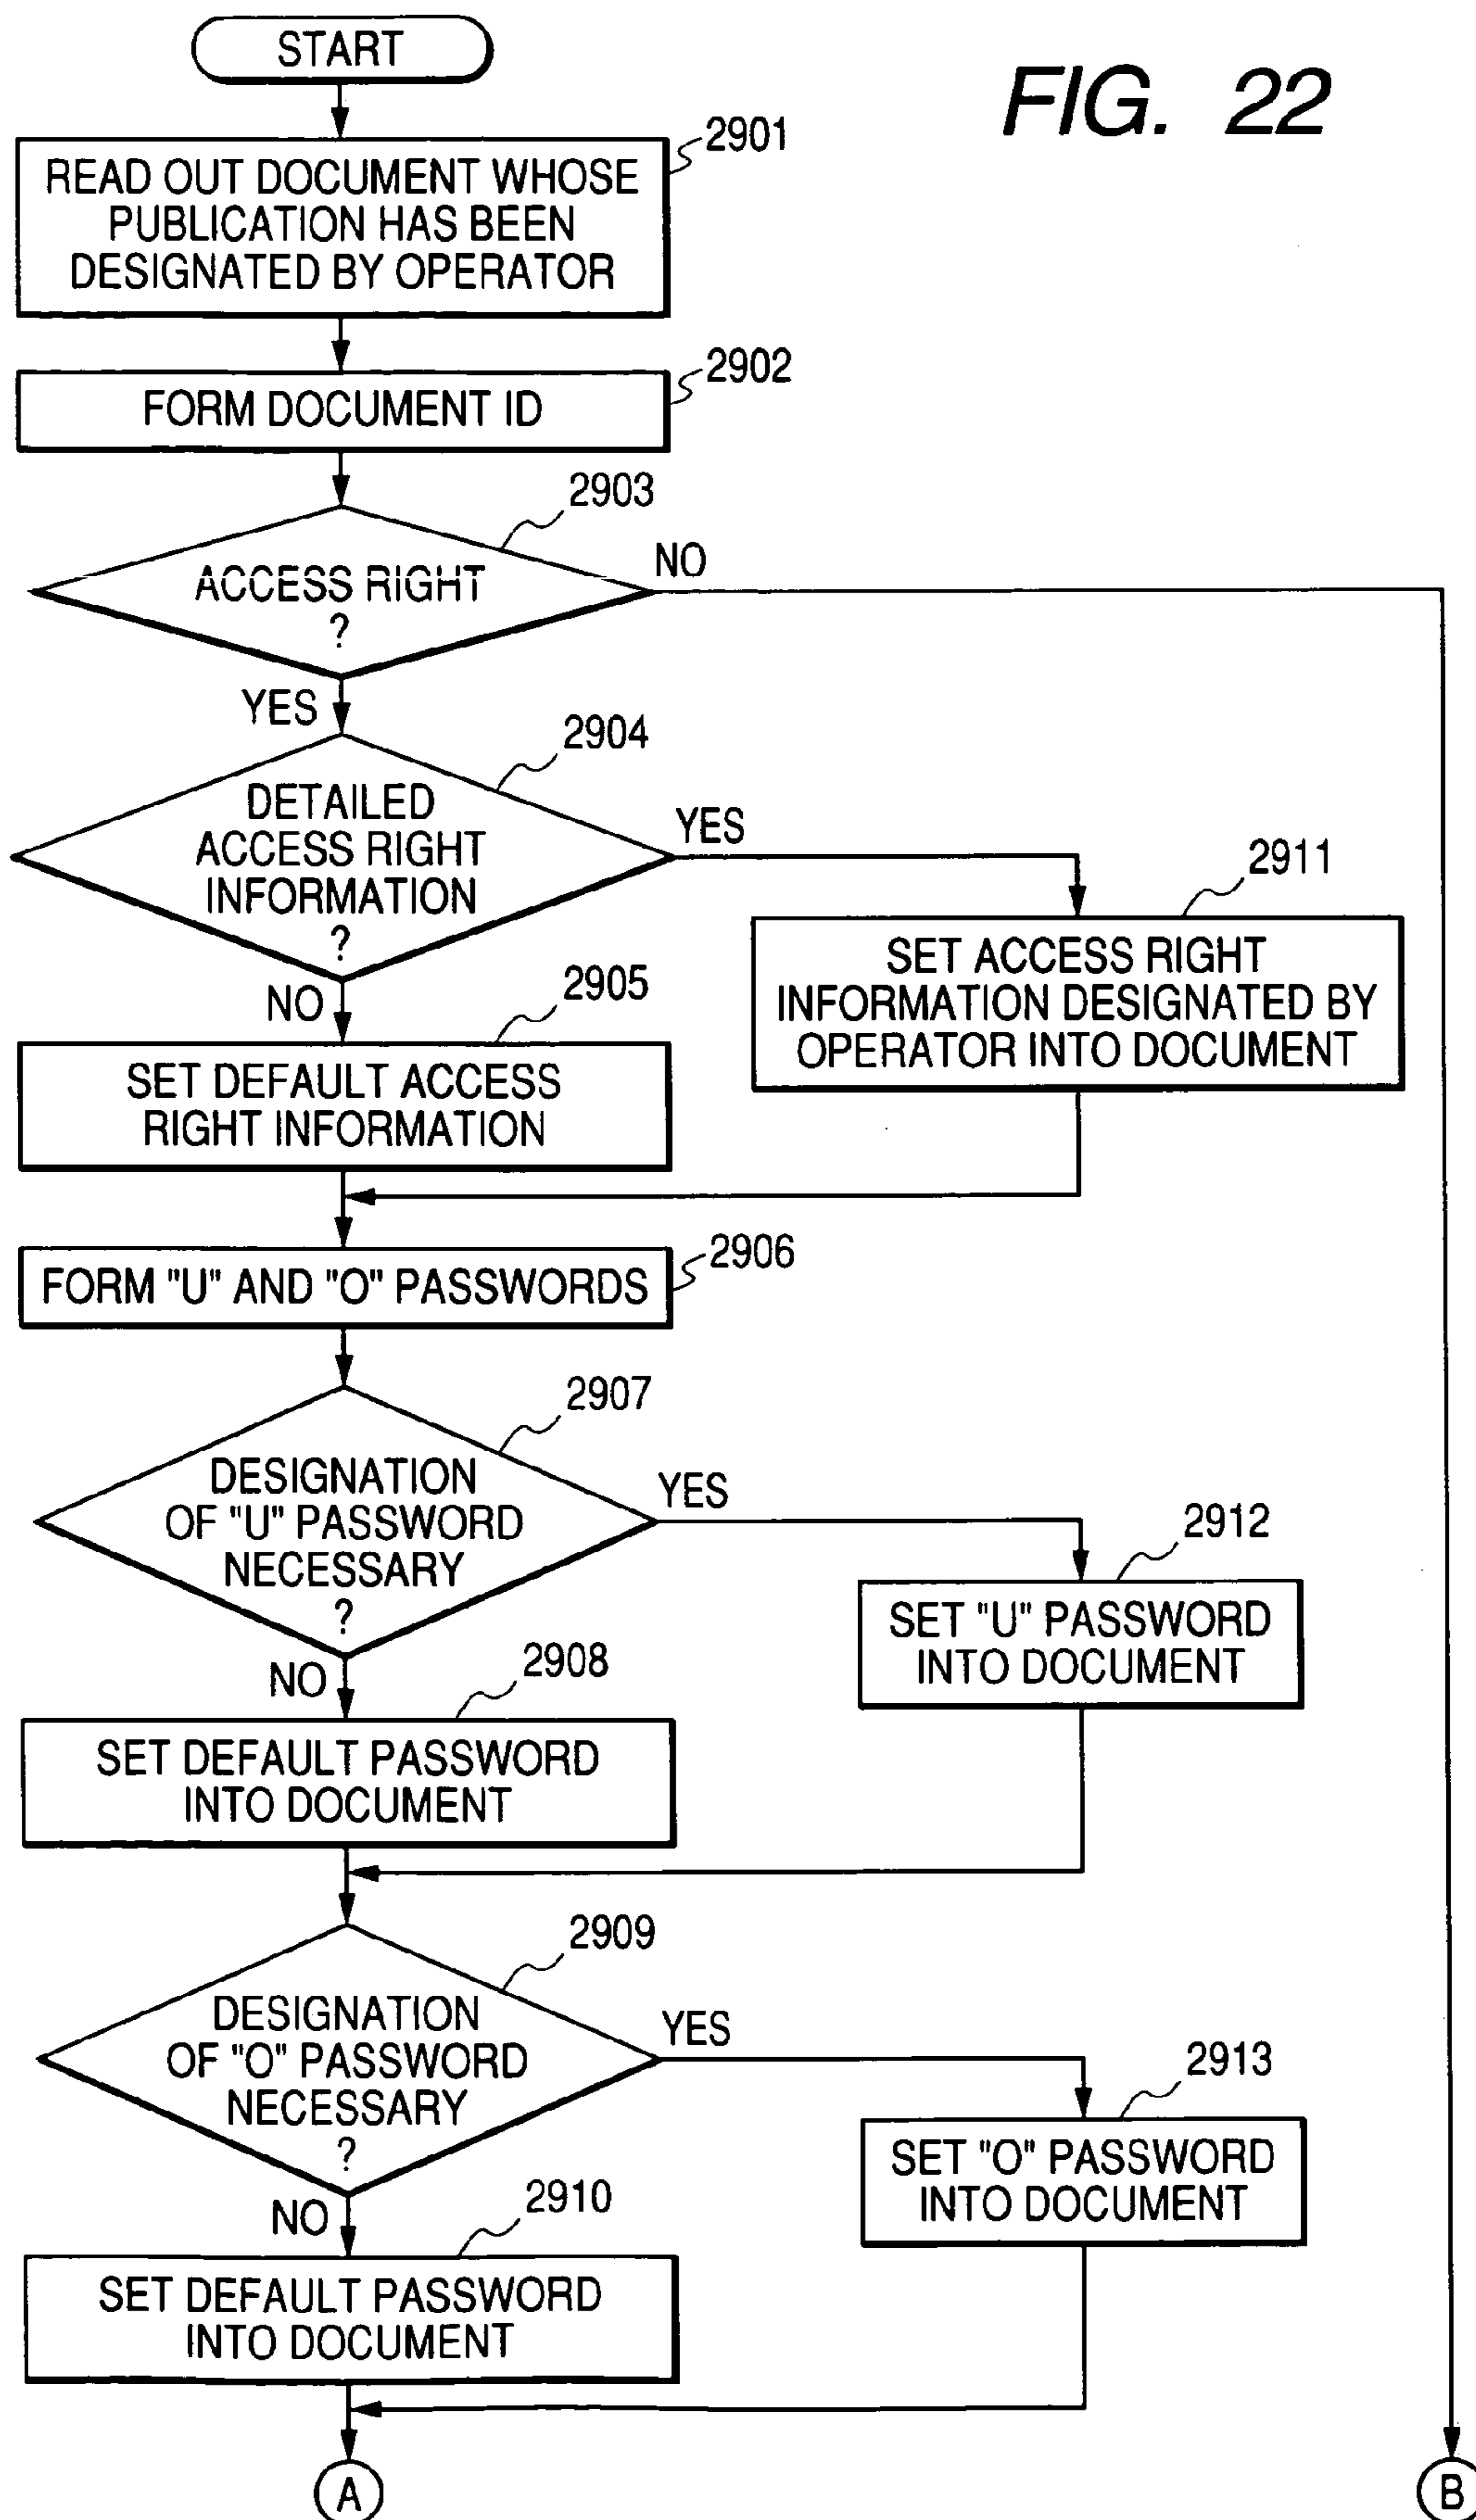 START
FIG. 22
2901
READ OUT DOCUMENT WHOSE
PUBLICATION HAS BEEN
DESIGNATED BY OPERATOR
2902
FORM DOCUMENT ID
2903
ACCESS RIGHT
?
NO
YES
2904
DETAILED
ACCESS RIGHT
INFORMATION
?
YES
2911
SET ACCESS RIGHT
INFORMATION DESIGNATED BY
OPERATOR INTO DOCUMENT
NO
2905
SET DEFAULT ACCESS
RIGHT INFORMATION
2906
FORM "U" AND "O" PASSWORDS
2907
DESIGNATION
OF "U" PASSWORD
NECESSARY
?
YES
2912
SET "U" PASSWORD
INTO DOCUMENT
NO
2908
SET DEFAULT PASSWORD
INTO DOCUMENT
2909
DESIGNATION
OF "O" PASSWORD
NECESSARY
?
YES
2913
SET "O" PASSWORD
INTO DOCUMENT
NO
2910
SET DEFAULT PASSWORD
INTO DOCUMENT
A
B